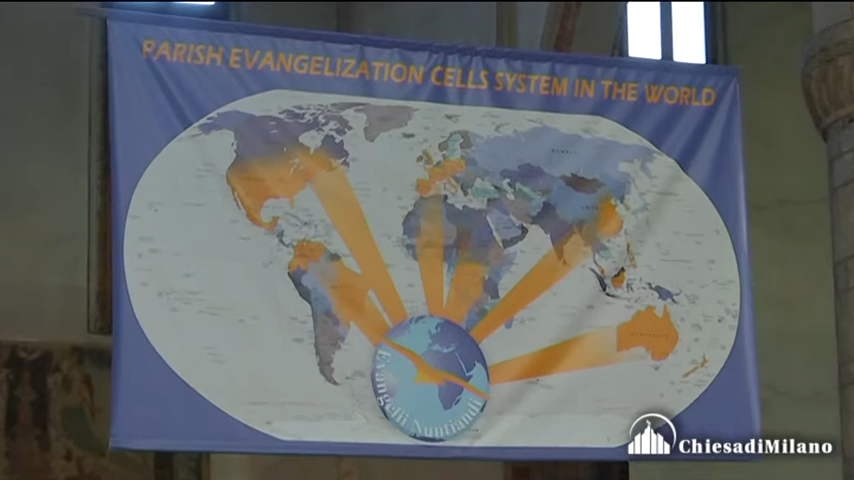 PARISH EVANGELIZATION CELLS SYSTEM IN THE WORLD
Evangelii Nuntiandi
ChiesadiMilano